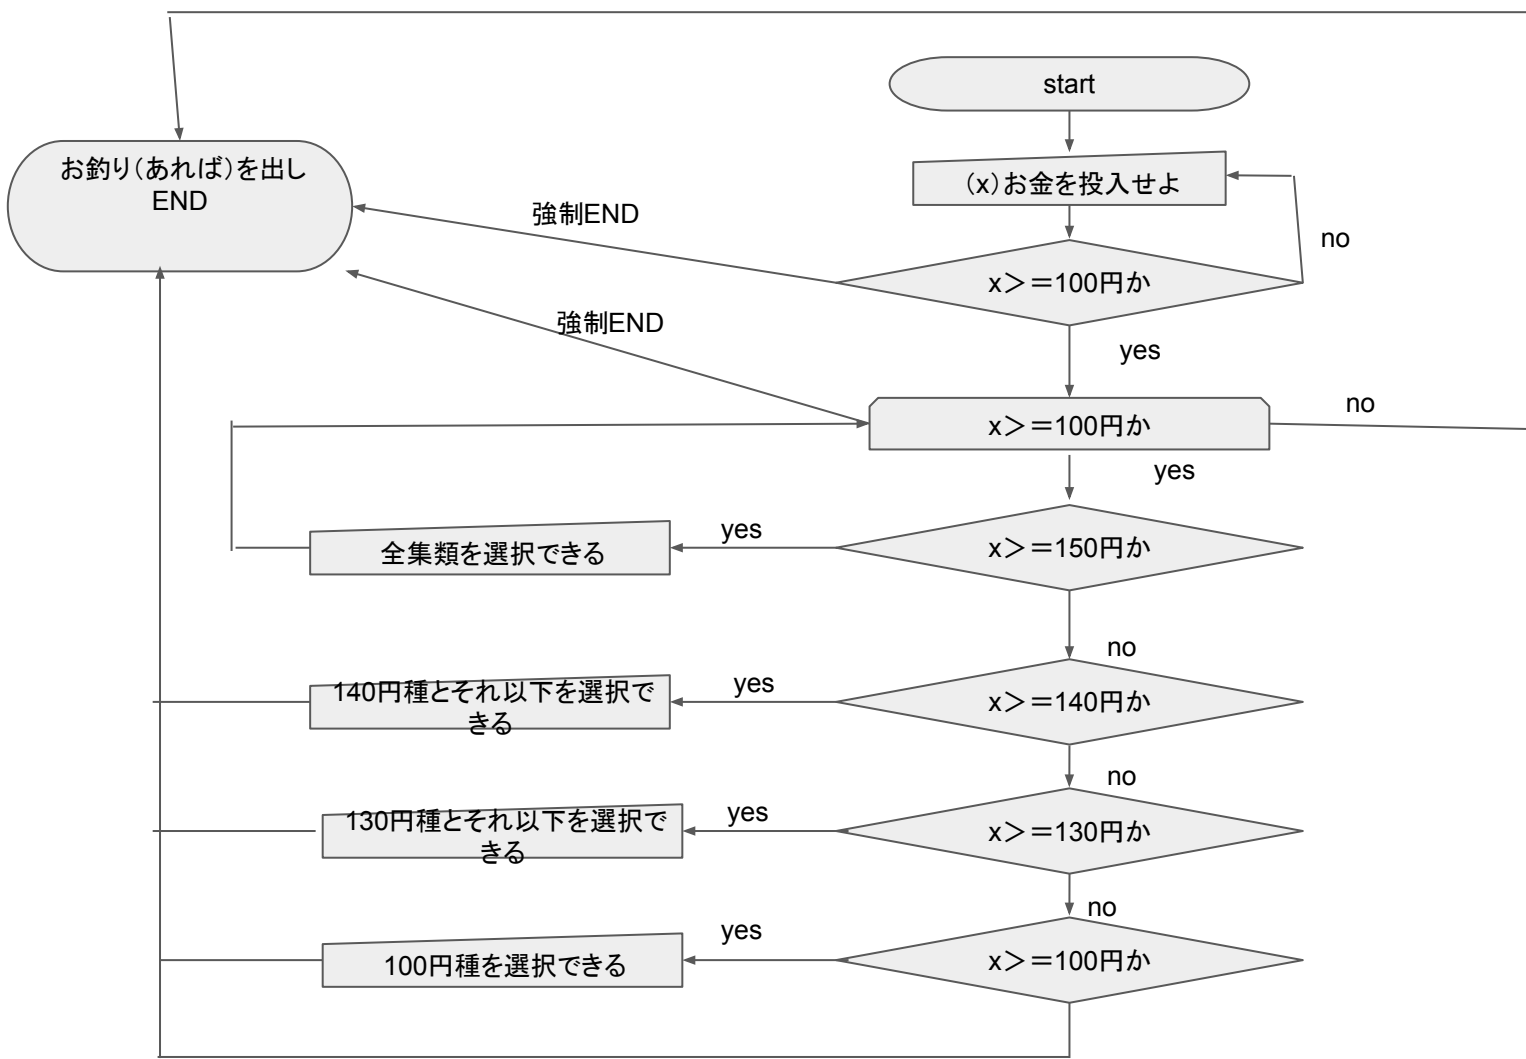 start
お釣り（あれば）を出し
END
（x）お金を投入せよ
強制END
no
x＞＝100円か
強制END
yes
x＞＝100円か
no
yes
全集類を選択できる
yes
x＞＝150円か
no
140円種とそれ以下を選択で
きる
yes
x＞＝140円か
no
130円種とそれ以下を選択で
きる
yes
x＞＝130円か
no
100円種を選択できる
yes
x＞＝100円か